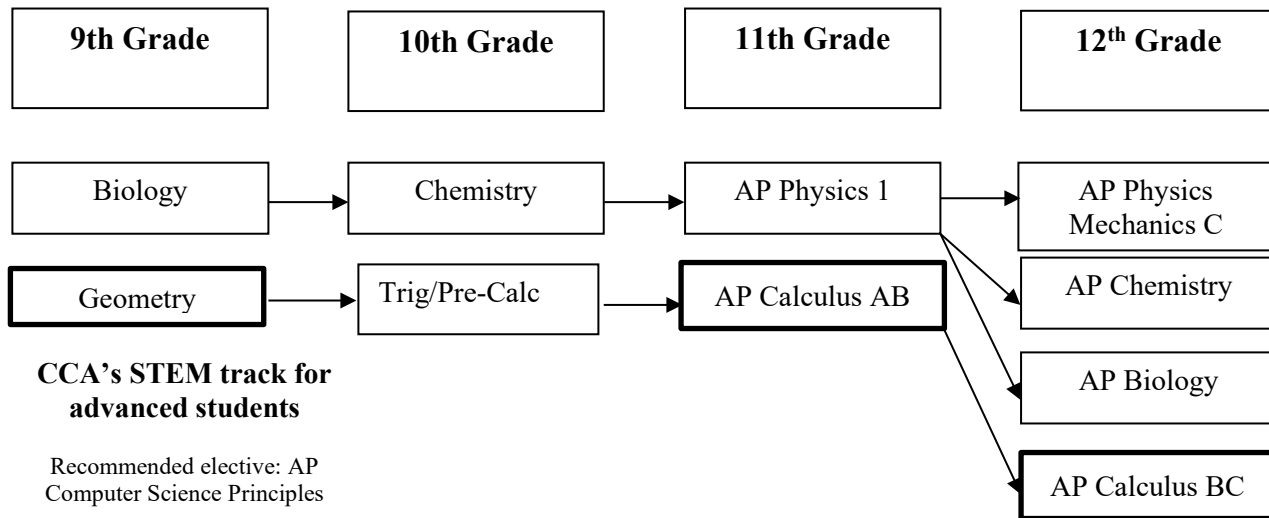 9th Grade
10th Grade
11th Grade
12th Grade
Biology
Chemistry
AP Physics 1
AP Physics
Mechanics C
Geometry
Trig/Pre-Calc
AP Calculus AB
AP Chemistry
AP Biology
AP Calculus BC
CCA’s STEM track for
advanced students
Recommended elective: AP
Computer Science Principles